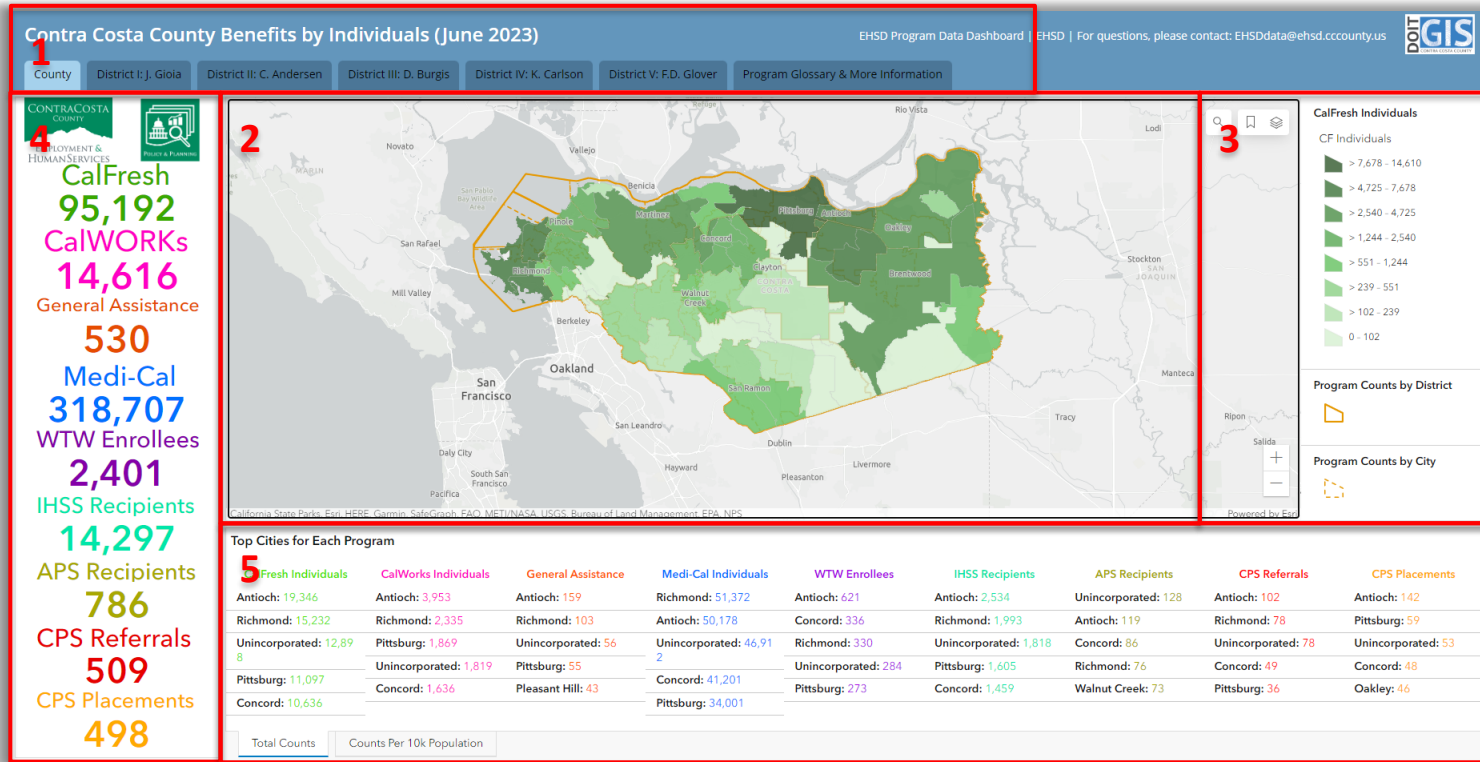 Contra Costa County Benefits by Individuals (June 2023)
EHSD Program Data Dashboard | EHSD | For questions, please contact: EHSDdata@ehsd.cccounty.us
DOIT GIS
CONTRA COSTA COUNTY
1
County
District I: J. Gioia
District II: C. Andersen
District III: D. Burgis
District IV: K. Carlson
District V: F.D. Glover
Program Glossary & More Information
CONTRA COSTA
COUNTY
4
EMPLOYMENT &
HUMAN SERVICES
POLICY & PLANNING
CalFresh
95,192
CalWORKs
14,616
General Assistance
530
Medi-Cal
318,707
WTW Enrollees
2,401
IHSS Recipients
14,297
APS Recipients
786
CPS Referrals
509
CPS Placements
498
2
Refuge
Rio Vista
Lodi
Novato
MARIN
Vallejo
San Pablo
Bay Wildlife
Area
Benicia
Pinole
Martinez
Pittsburg
Antioch
Oakley
Concord
San Rafael
Richmond
Clayton
Brentwood
CONTRA
COSTA
Stockton
SAN
JOAQUIN
Mill Valley
Walnut
Creek
Berkeley
Oakland
San
Francisco
San Ramon
Manteca
San Leandro
Tracy
Ripon
Daly City
Dublin
Salida
Hayward
Livermore
South San
Francisco
Pleasanton
Pacifica
California State Parks, Esri, HERE, Garmin, SafeGraph, FAO, METI/NASA, USGS, Bureau of Land Management, EPA, NPS
Powered by Esri
3
CalFresh Individuals
CF Individuals
> 7,678 - 14,610
> 4,725 - 7,678
> 2,540 - 4,725
> 1,244 - 2,540
> 551 - 1,244
> 239 - 551
> 102 - 239
0 - 102
Program Counts by District
Program Counts by City
Top Cities for Each Program
5
CalFresh Individuals
Antioch: 19,346
Richmond: 15,232
Unincorporated: 12,89
8
Pittsburg: 11,097
Concord: 10,636
CalWorks Individuals
Antioch: 3,953
Richmond: 2,335
Pittsburg: 1,869
Unincorporated: 1,819
Concord: 1,636
General Assistance
Antioch: 159
Richmond: 103
Unincorporated: 56
Pittsburg: 55
Pleasant Hill: 43
Medi-Cal Individuals
Richmond: 51,372
Antioch: 50,178
Unincorporated: 46,91
2
Concord: 41,201
Pittsburg: 34,001
WTW Enrollees
Antioch: 621
Concord: 336
Richmond: 330
Unincorporated: 284
Pittsburg: 273
IHSS Recipients
Antioch: 2,534
Richmond: 1,993
Unincorporated: 1,818
Pittsburg: 1,605
Concord: 1,459
APS Recipients
Unincorporated: 128
Antioch: 119
Concord: 86
Richmond: 76
Walnut Creek: 73
CPS Referrals
Antioch: 102
Richmond: 78
Unincorporated: 78
Concord: 49
Pittsburg: 36
CPS Placements
Antioch: 142
Pittsburg: 59
Unincorporated: 53
Concord: 48
Oakley: 46
Total Counts
Counts Per 10k Population